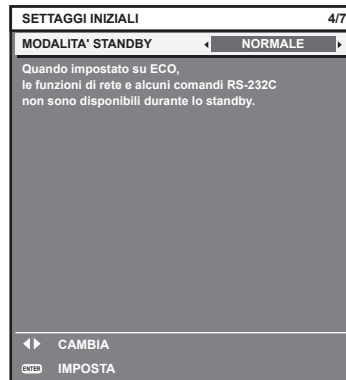 SETTAGGI INIZIALI 4/7
MODALITA' STANDBY NORMALE
Quando impostato su ECO,
le funzioni di rete e alcuni comandi RS-232C
non sono disponibili durante lo standby.
CAMBIA
ENTER IMPOSTA